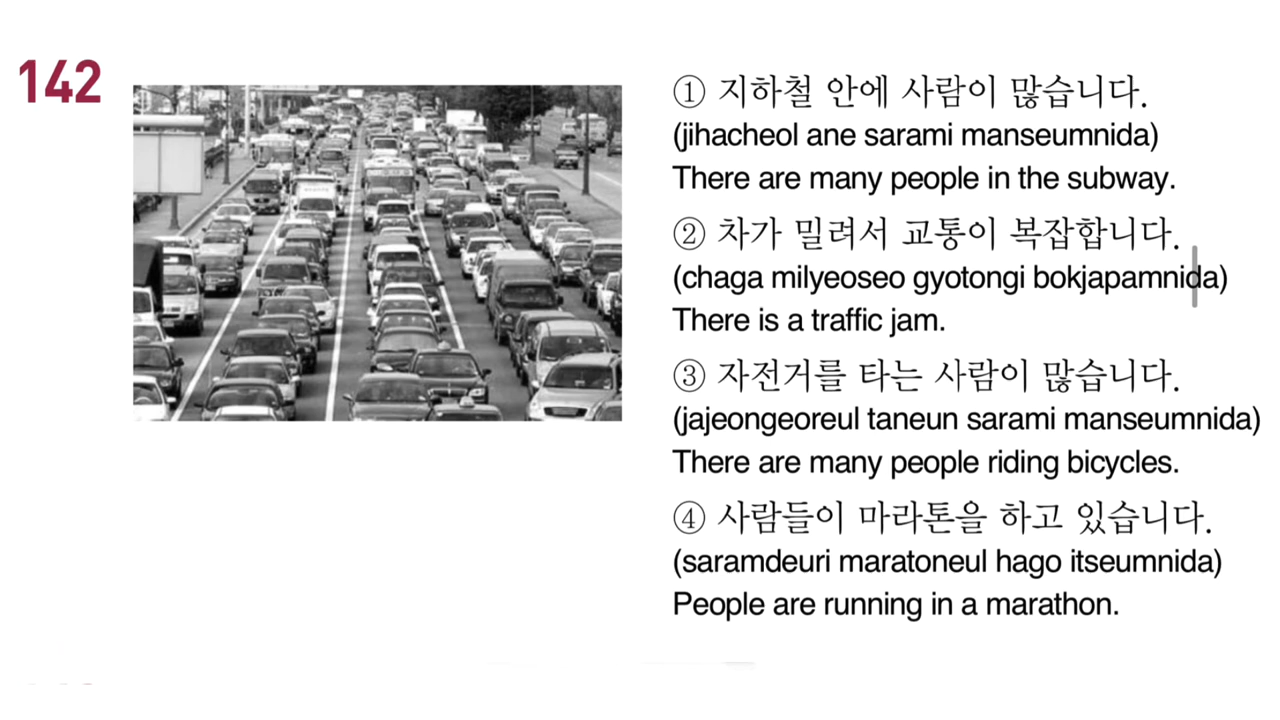 142
① 지하철 안에 사람이 많습니다.
(jihacheol ane sarami manseumnida)
There are many people in the subway.
② 차가 밀려서 교통이 복잡합니다.
(chaga milyeoseo gyotongi bokjapamnida)
There is a traffic jam.
③ 자전거를 타는 사람이 많습니다.
(jajeongeoreul taneun sarami manseumnida)
There are many people riding bicycles.
④ 사람들이 마라톤을 하고 있습니다.
(saramdeuri maratoneul hago itseumnida)
People are running in a marathon.